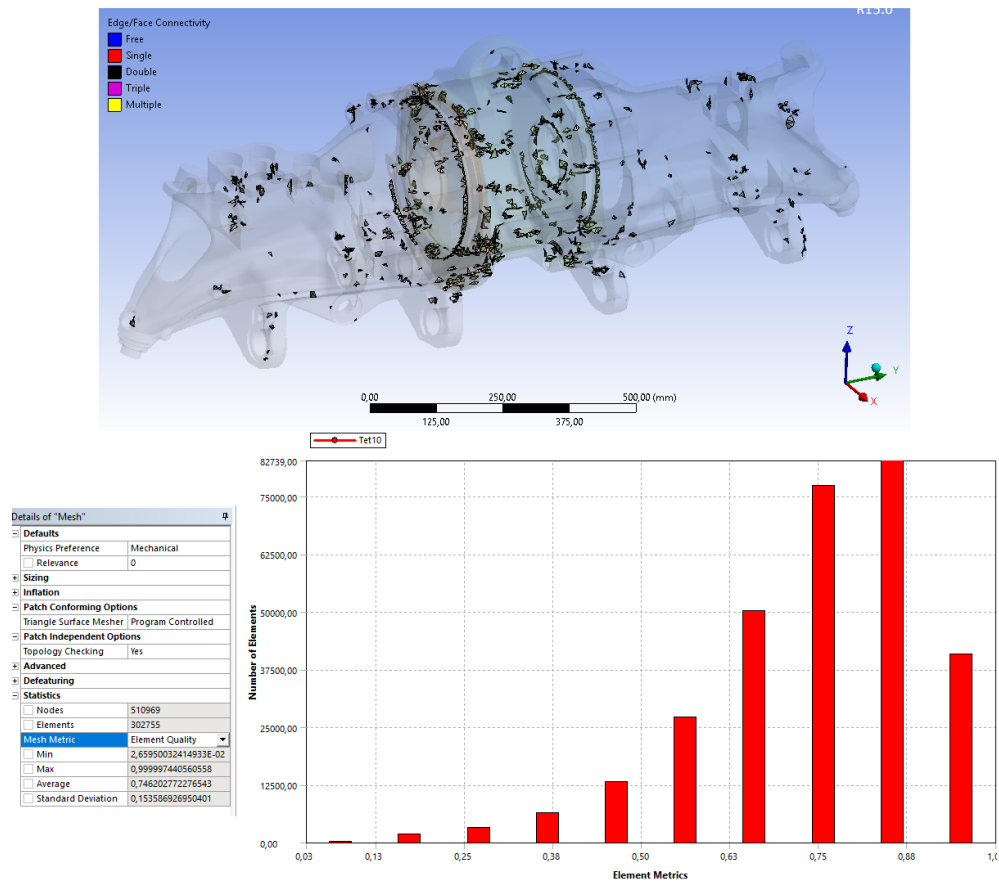 R15.0
Edge/Face Connectivity
Free
Single
Double
Triple
Multiple
Z
Y
X
0,00 250,00 500,00 (mm)
125,00 375,00
Tet10
82739,00
75000,00
62500,00
50000,00
37500,00
25000,00
12500,00
0,00
Number of Elements
0,03 0,13 0,25 0,38 0,50 0,63 0,75 0,88 1,0
Element Metrics
Details of "Mesh"
Defaults
Physics Preference Mechanical
Relevance 0
Sizing
Inflation
Patch Conforming Options
Triangle Surface Mesher Program Controlled
Patch Independent Options
Topology Checking Yes
Advanced
Defeaturing
Statistics
Nodes 510969
Elements 302755
Mesh Metric Element Quality
Min 2,65950032414933E-02
Max 0,999997440560558
Average 0,746202772276543
Standard Deviation 0,153586926950401